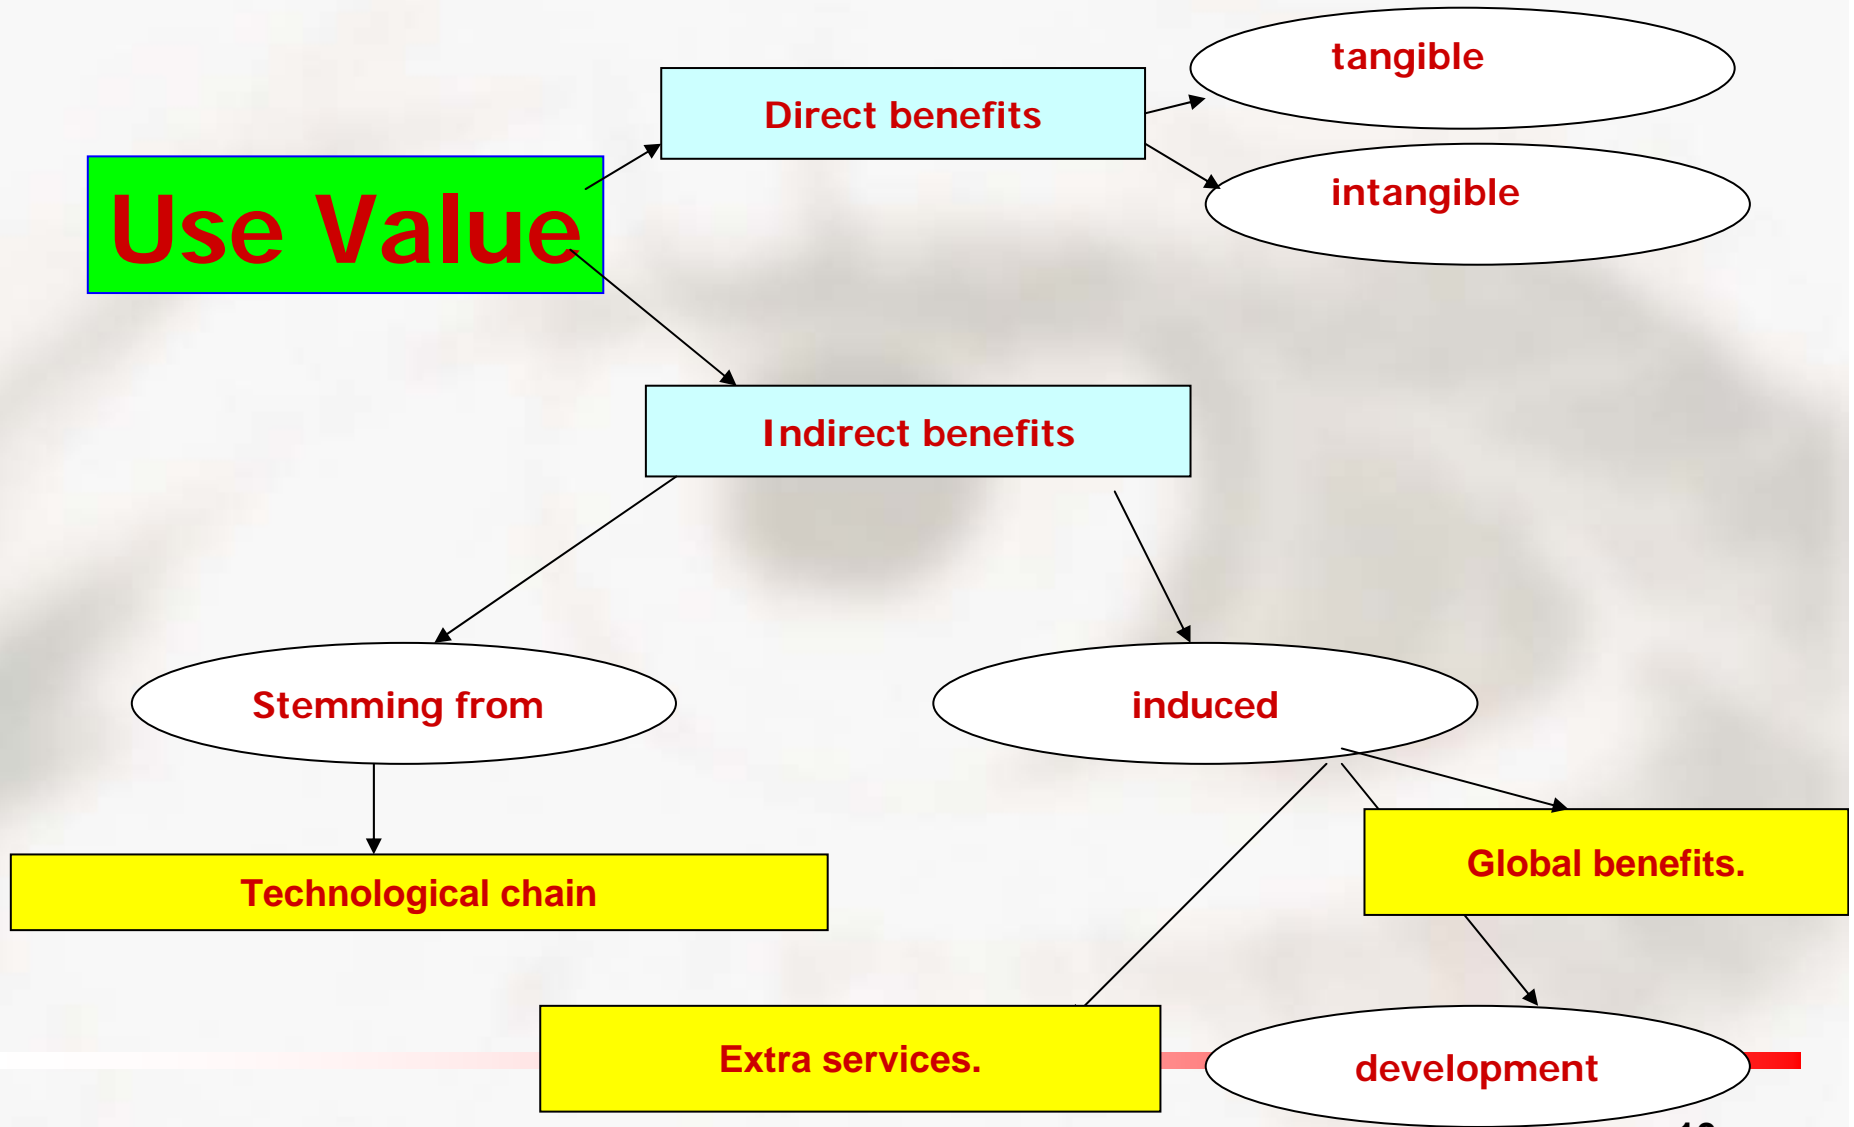 tangible
Direct benefits
intangible
Use Value
Indirect benefits
Stemming from
induced
Global benefits.
Technological chain
Extra services.
development